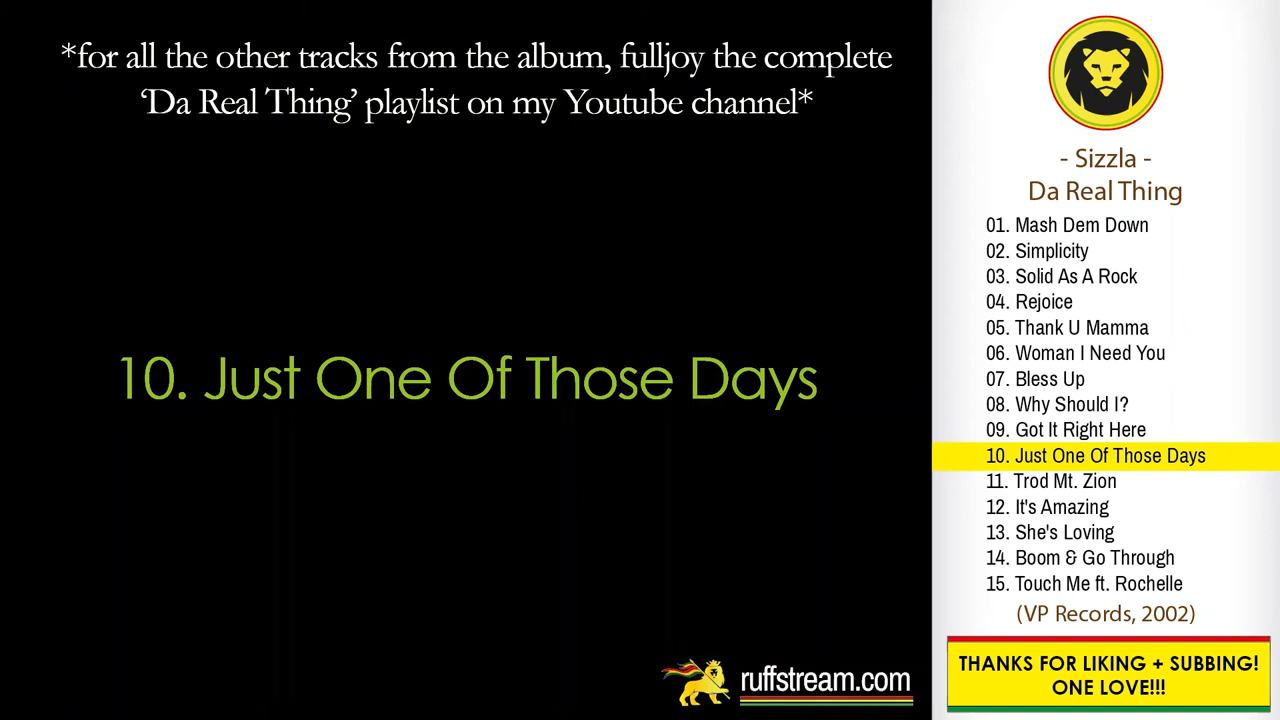 *for all the other tracks from the album, fulljoy the complete
‘Da Real Thing’ playlist on my Youtube channel*
10. Just One Of Those Days
ruffstream.com
- Sizzla -
Da Real Thing
01. Mash Dem Down
02. Simplicity
03. Solid As A Rock
04. Rejoice
05. Thank U Mamma
06. Woman I Need You
07. Bless Up
08. Why Should I?
09. Got It Right Here
10. Just One Of Those Days
11. Trod Mt. Zion
12. It's Amazing
13. She's Loving
14. Boom & Go Through
15. Touch Me ft. Rochelle
(VP Records, 2002)
THANKS FOR LIKING + SUBBING!
ONE LOVE!!!